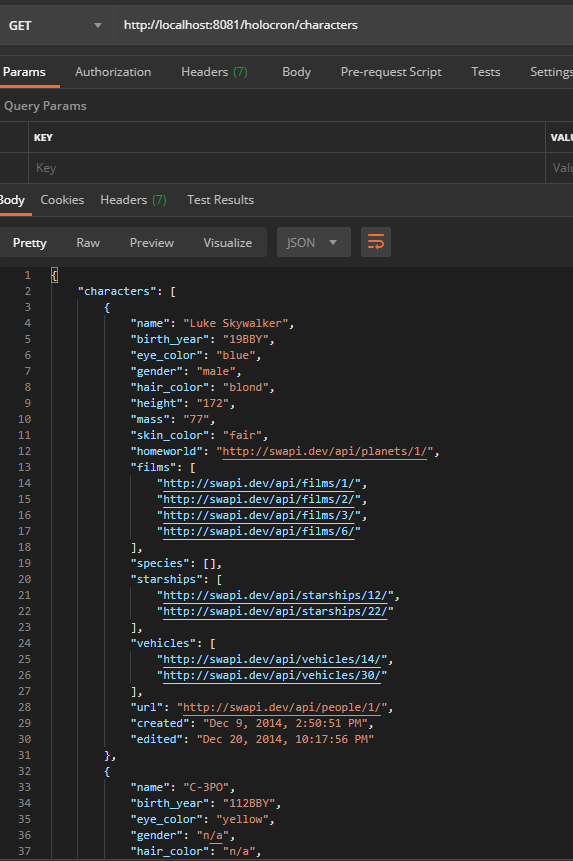 GET http://localhost:8081/holocron/characters
Params Authorization Headers (7) Body Pre-request Script Tests Settings
Query Params
KEY VALU
Key Valu
Body Cookies Headers (7) Test Results
Pretty Raw Preview Visualize JSON
1 {
2 "characters": [
3 {
4 "name": "Luke Skywalker",
5 "birth_year": "19BBY",
6 "eye_color": "blue",
7 "gender": "male",
8 "hair_color": "blond",
9 "height": "172",
10 "mass": "77",
11 "skin_color": "fair",
12 "homeworld": "http://swapi.dev/api/planets/1/",
13 "films": [
14 "http://swapi.dev/api/films/1/",
15 "http://swapi.dev/api/films/2/",
16 "http://swapi.dev/api/films/3/",
17 "http://swapi.dev/api/films/6/"
18 ],
19 "species": [],
20 "starships": [
21 "http://swapi.dev/api/starships/12/",
22 "http://swapi.dev/api/starships/22/"
23 ],
24 "vehicles": [
25 "http://swapi.dev/api/vehicles/14/",
26 "http://swapi.dev/api/vehicles/30/"
27 ],
28 "url": "http://swapi.dev/api/people/1/",
29 "created": "Dec 9, 2014, 2:50:51 PM",
30 "edited": "Dec 20, 2014, 10:17:56 PM"
31 },
32 {
33 "name": "C-3PO",
34 "birth_year": "112BBY",
35 "eye_color": "yellow",
36 "gender": "n/a",
37 "hair_color": "n/a",